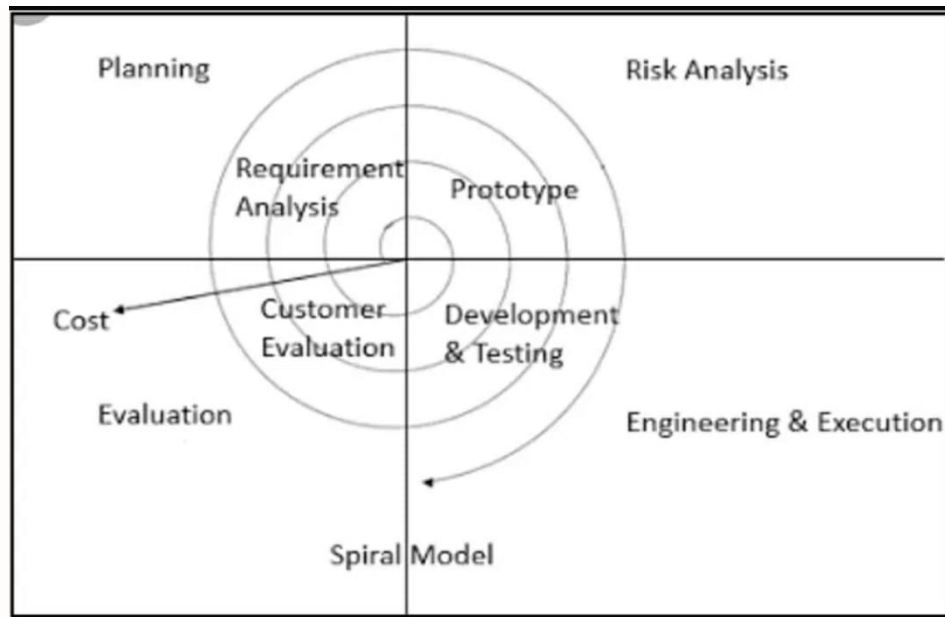 Planning
Risk Analysis
Requirement
Analysis
Prototype
Cost
Customer
Evaluation
Development
& Testing
Evaluation
Engineering & Execution
Spiral Model